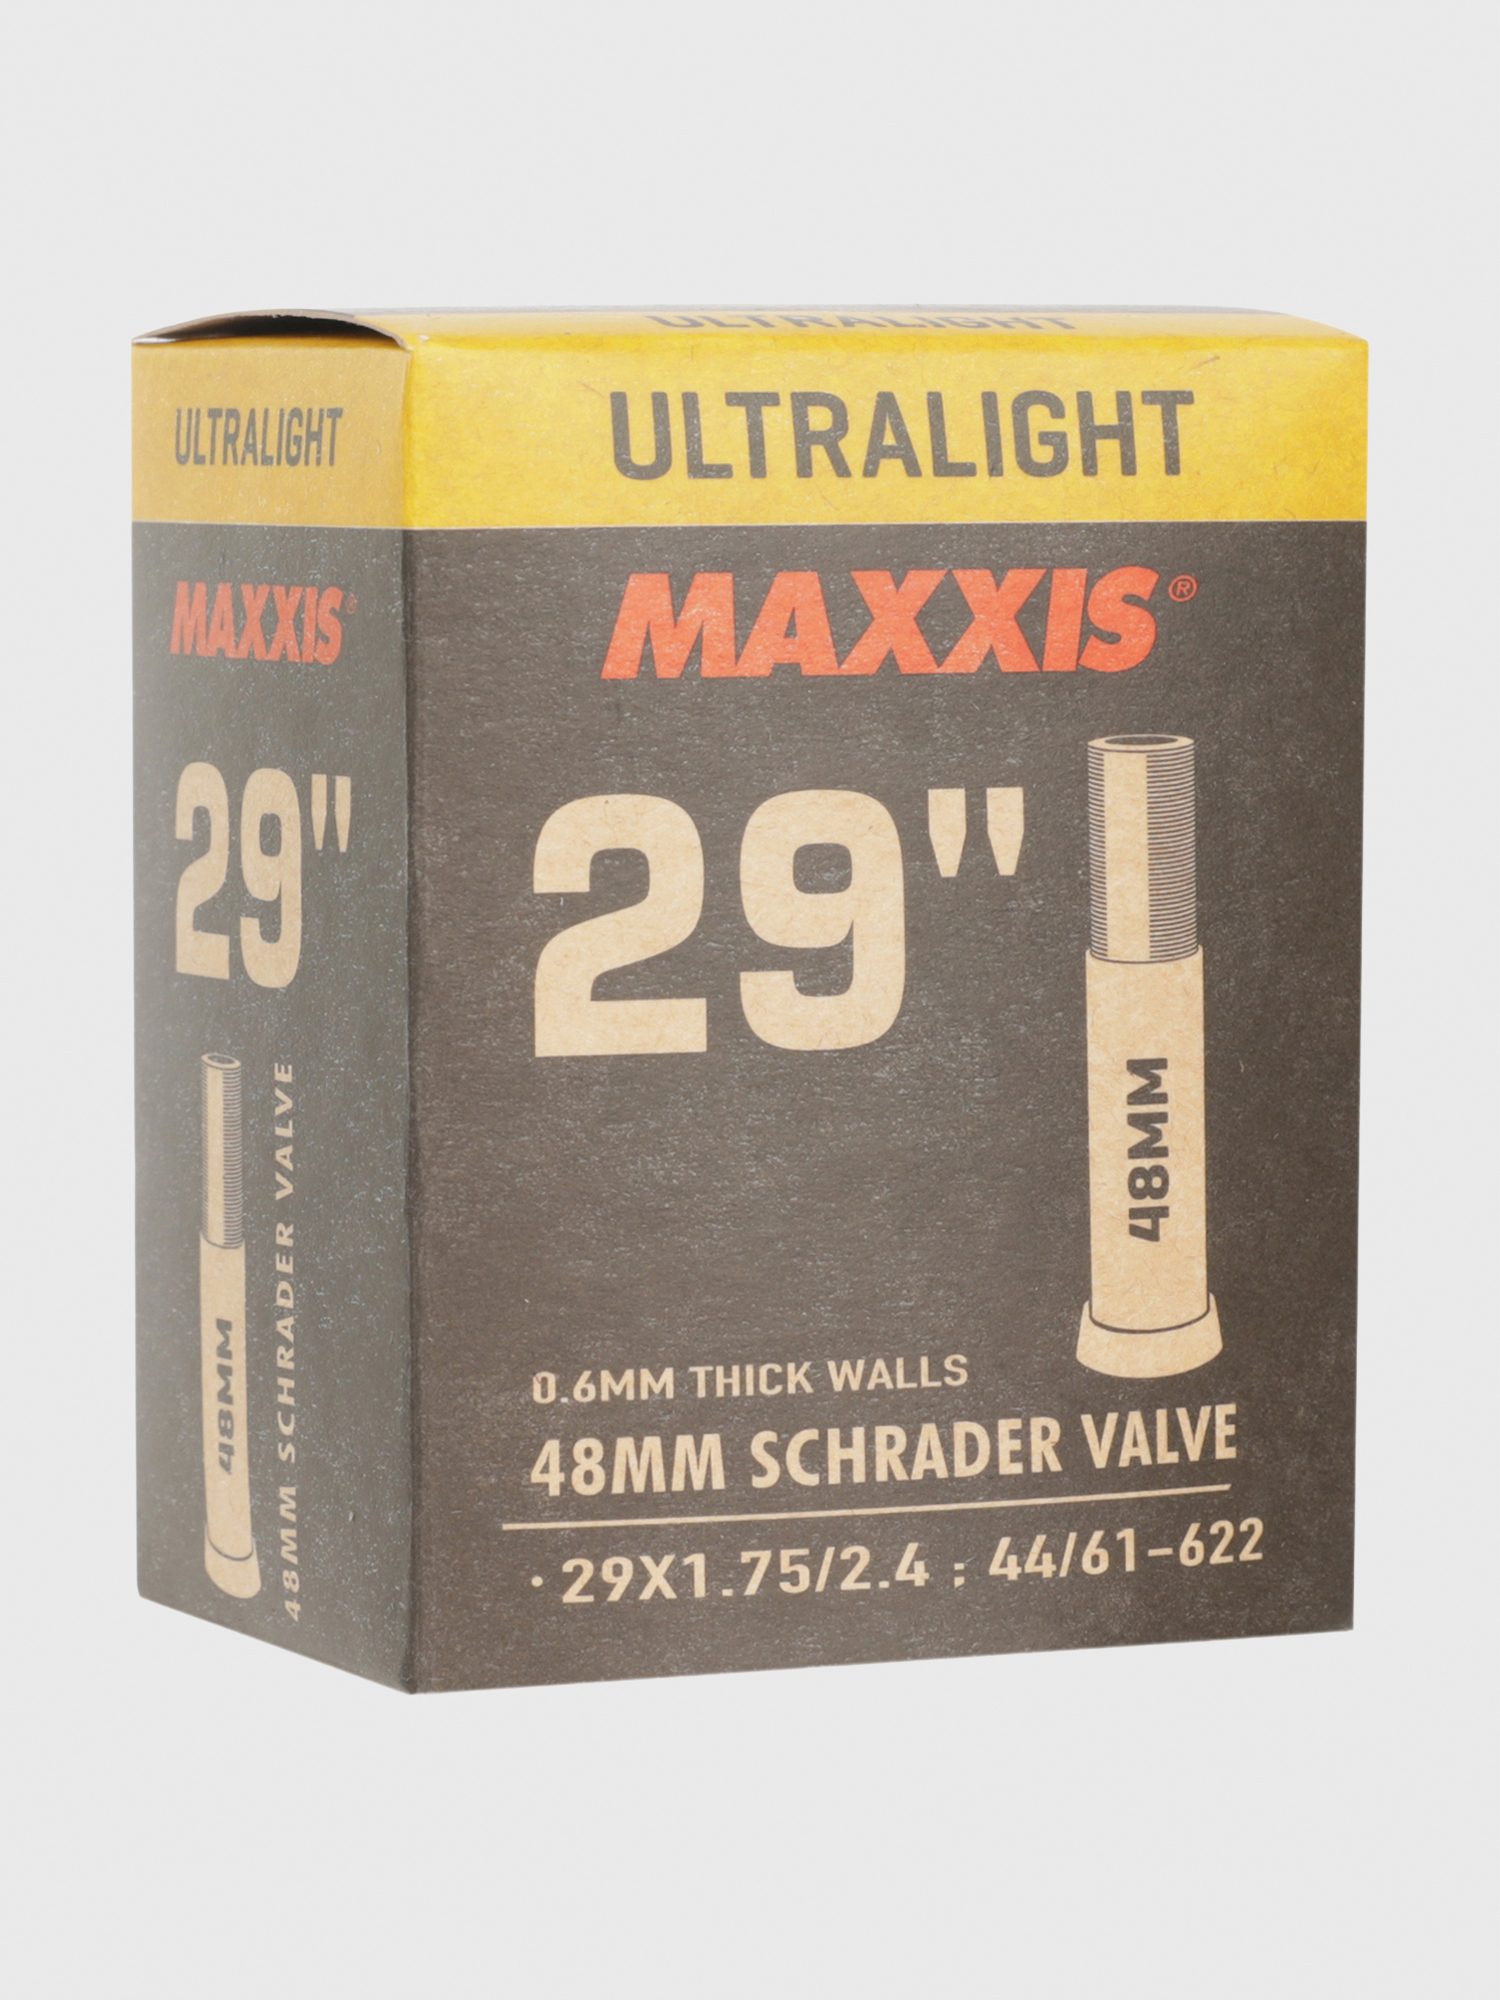 ULTRALIGHT
ULTRALIGHT
MAXXIS®
29"
48MM
0.6MM THICK WALLS
48MM SCHRADER VALVE
• 29X1.75/2.4 ; 44/61-622
ULTRALIGHT
MAXXIS®
29"
48MM
48MM SCHRADER VALVE